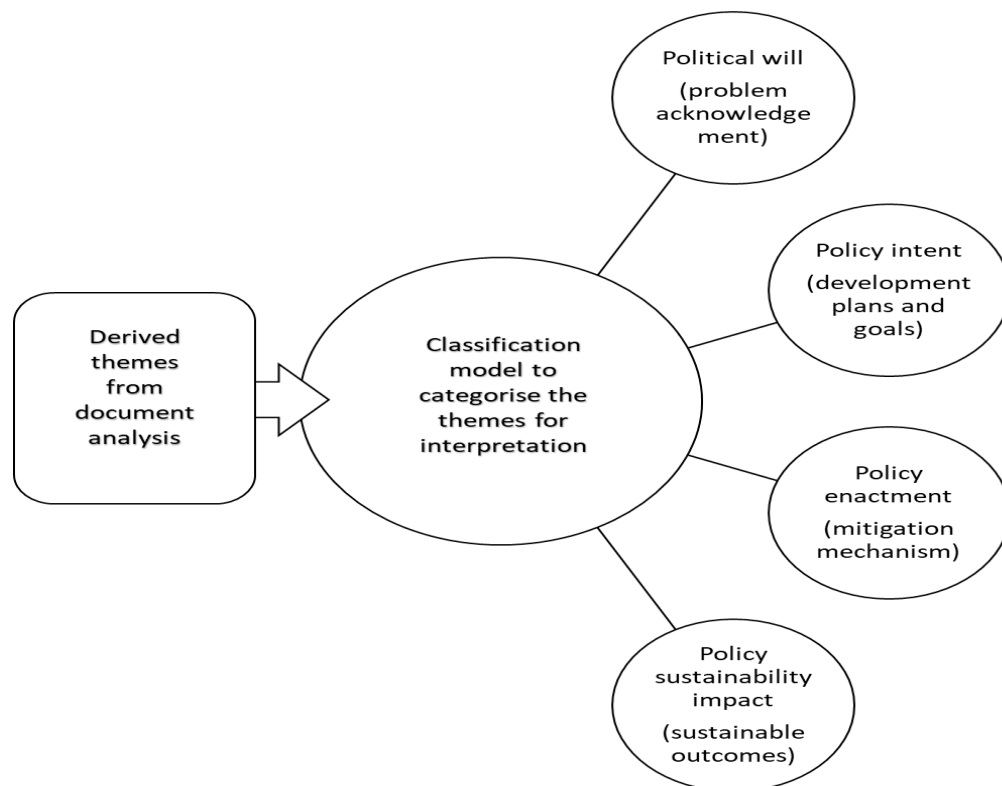 Derived
themes
from
document
analysis
Classification
model to
categorise the
themes for
interpretation
Political will
(problem
acknowledge
ment)
Policy intent
(development
plans and
goals)
Policy
enactment
(mitigation
mechanism)
Policy
sustainability
impact
(sustainable
outcomes)